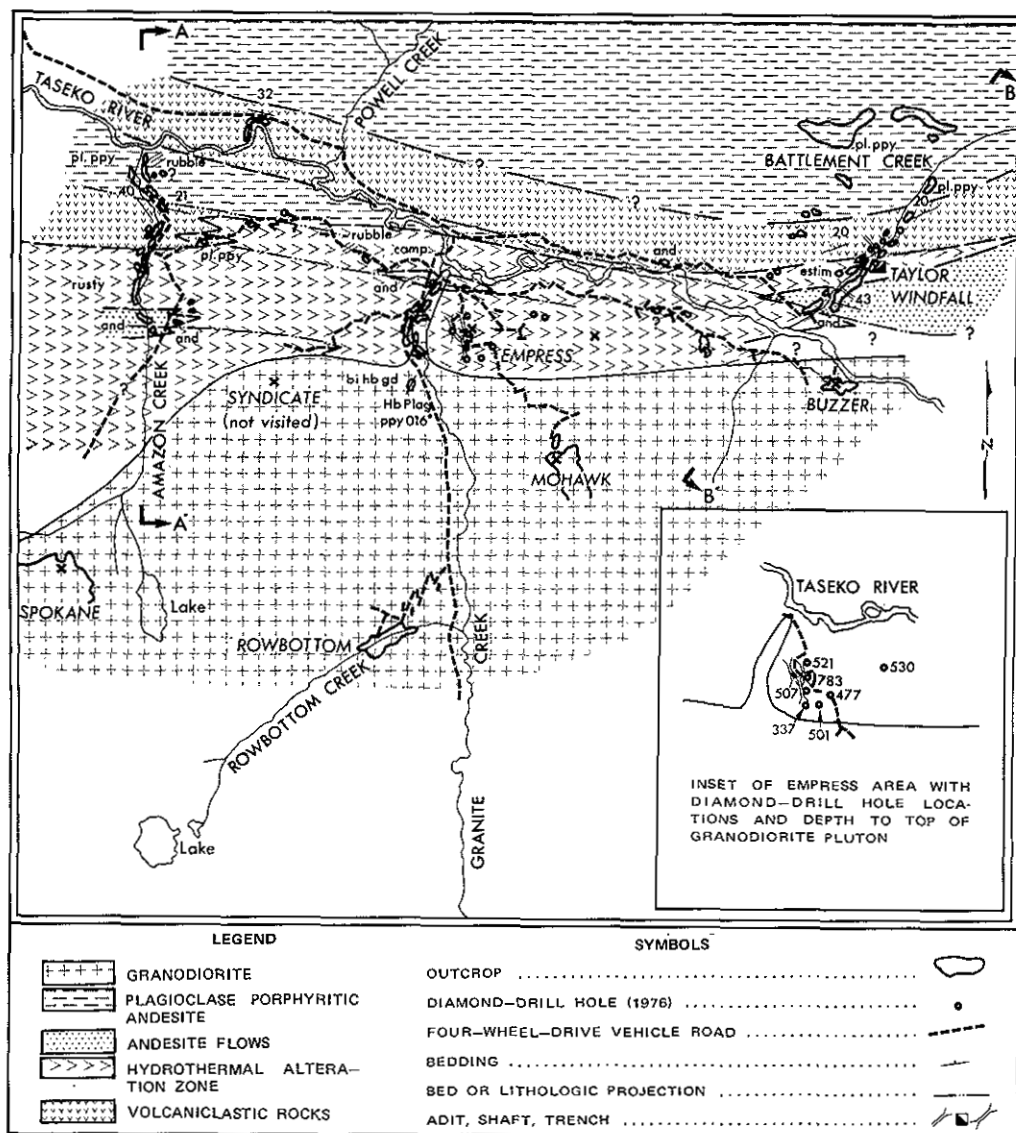 A
B
TASEKO RIVER
32
POWELL CREEK
pl. ppy
rubble
?
40
21
pl. ppy
BATTLEMENT CREEK
pl. ppy
20
?
?
rubble
pl. ppy
camp
and
20
estim
TAYLOR
WINDFALL
rusty
and
43
and
and
?
?
?
?
EMPRESS
bi hb gd
SYNDICATE
(not visited)
Hb Plag
ppy 016
BUZZER
?
AMAZON CREEK
MOHAWK
B'
N
A'
SPOKANE
Lake
ROWBOTTOM
ROWBOTTOM CREEK
GRANITE
CREEK
Lake
TASEKO RIVER
521
530
783
507
477
337
501
INSET OF EMPRESS AREA WITH
DIAMOND–DRILL HOLE LOCA-
TIONS AND DEPTH TO TOP OF
GRANODIORITE PLUTON
LEGEND
GRANODIORITE
PLAGIOCLASE PORPHYRITIC
ANDESITE
ANDESITE FLOWS
HYDROTHERMAL ALTERA-
TION ZONE
VOLCANICLASTIC ROCKS
SYMBOLS
OUTCROP
DIAMOND–DRILL HOLE (1976)
FOUR–WHEEL–DRIVE VEHICLE ROAD
BEDDING
BED OR LITHOLOGIC PROJECTION
ADIT, SHAFT, TRENCH